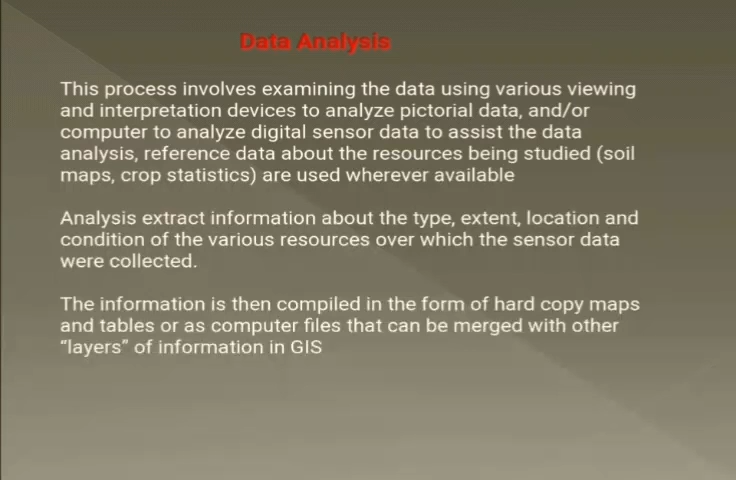 Data Analysis
This process involves examining the data using various viewing
and interpretation devices to analyze pictorial data, and/or
computer to analyze digital sensor data to assist the data
analysis, reference data about the resources being studied (soil
maps, crop statistics) are used wherever available
Analysis extract information about the type, extent, location and
condition of the various resources over which the sensor data
were collected.
The information is then compiled in the form of hard copy maps
and tables or as computer files that can be merged with other
“layers” of information in GIS